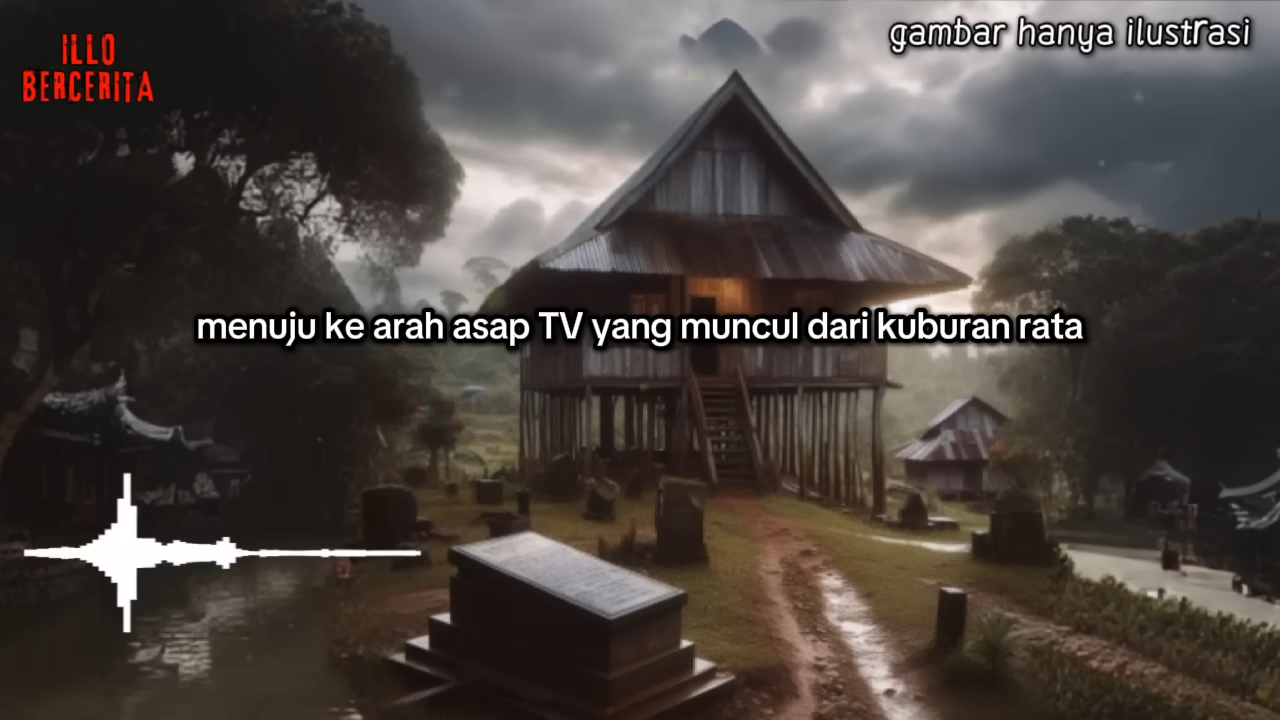 ILLO
BERCERITA
gambar hanya ilustrasi
menuju ke arah asap TV yang muncul dari kuburan rata